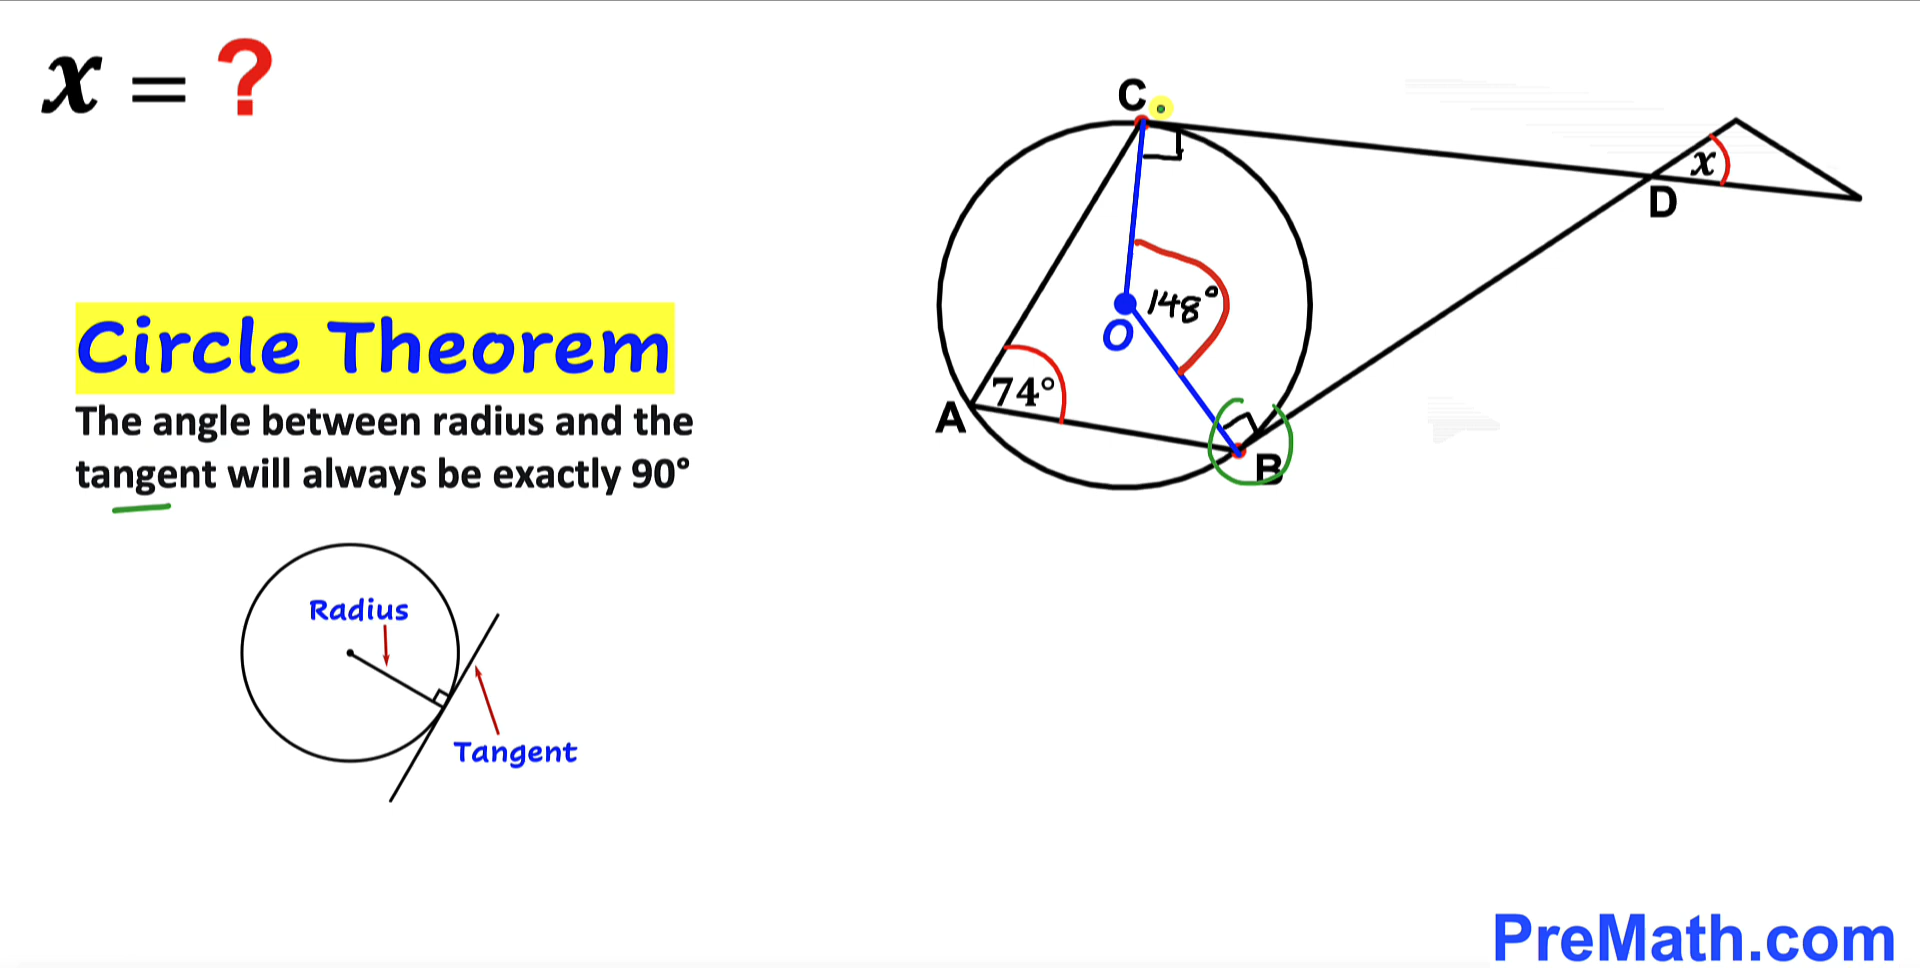 x = ?
C
x
D
148°
O
Circle Theorem
74°
A
The angle between radius and the
tangent will always be exactly 90°
B
Radius
Tangent
PreMath.com